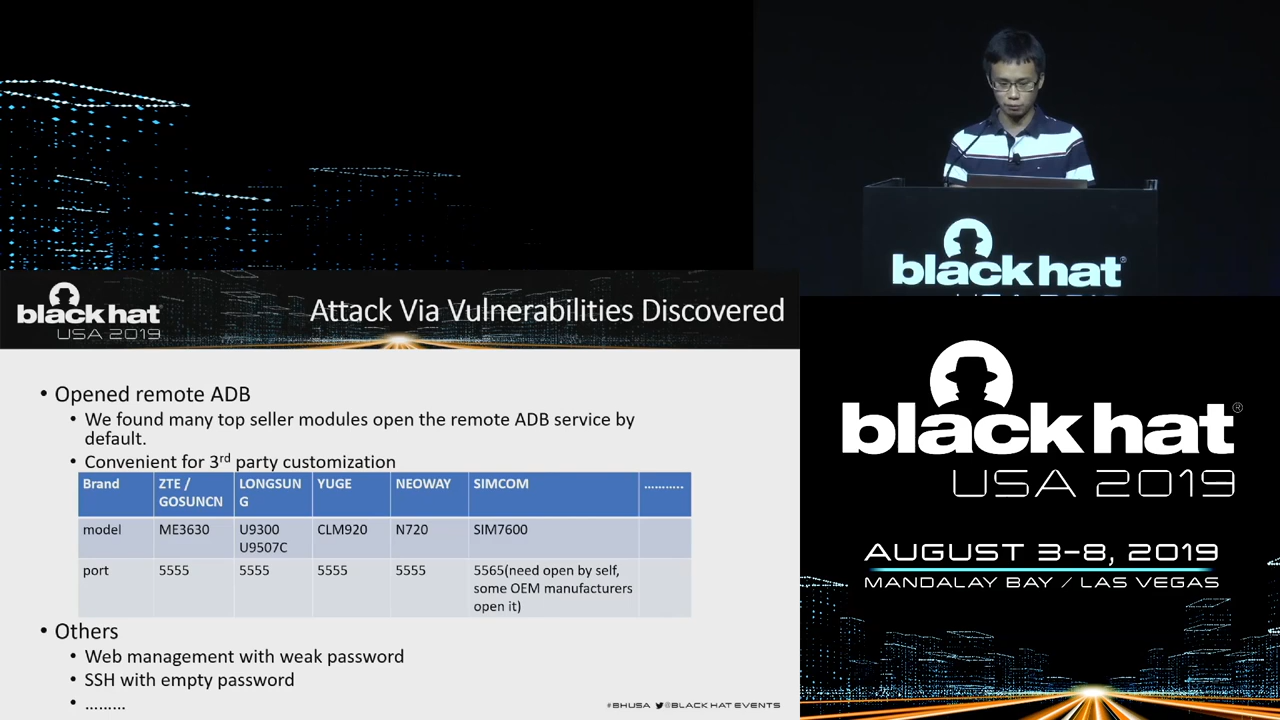 black hat®
black hat
USA 2019
Attack Via Vulnerabilities Discovered
• Opened remote ADB
• We found many top seller modules open the remote ADB service by
default.
• Convenient for 3rd party customization
Brand ZTE / GOSUNCN LONGSUNG YUGE NEOWAY SIMCOM ...........
model ME3630 U9300 U9507C CLM920 N720 SIM7600
port 5555 5555 5555 5555 5565(need open by self, some OEM manufacturers open it)
• Others
• Web management with weak password
• SSH with empty password
• .........
#BHUSA @BLACK HAT EVENTS
black hat®
USA 2019
AUGUST 3-8, 2019
MANDALAY BAY / LAS VEGAS